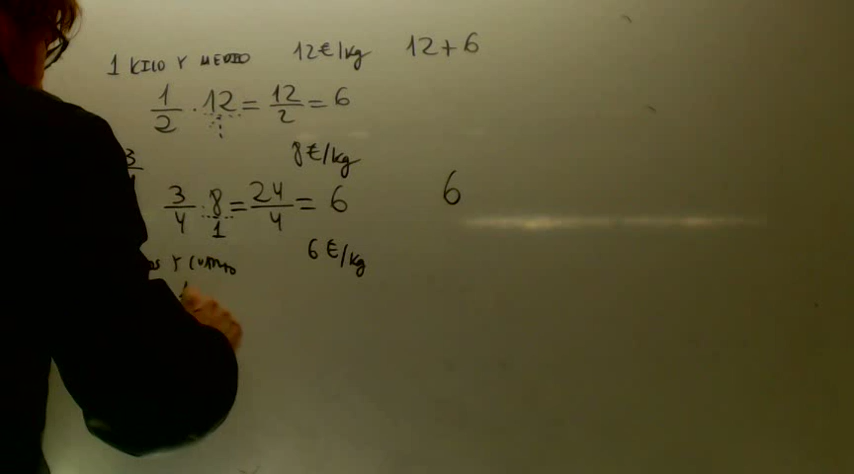 1 KILO Y MEDIO 12€/kg 12+6
1/2 · 12 = 12/2 = 6
8€/kg
3/4 · 8/1 = 24/4 = 6 6
Y CUARTO 6€/kg